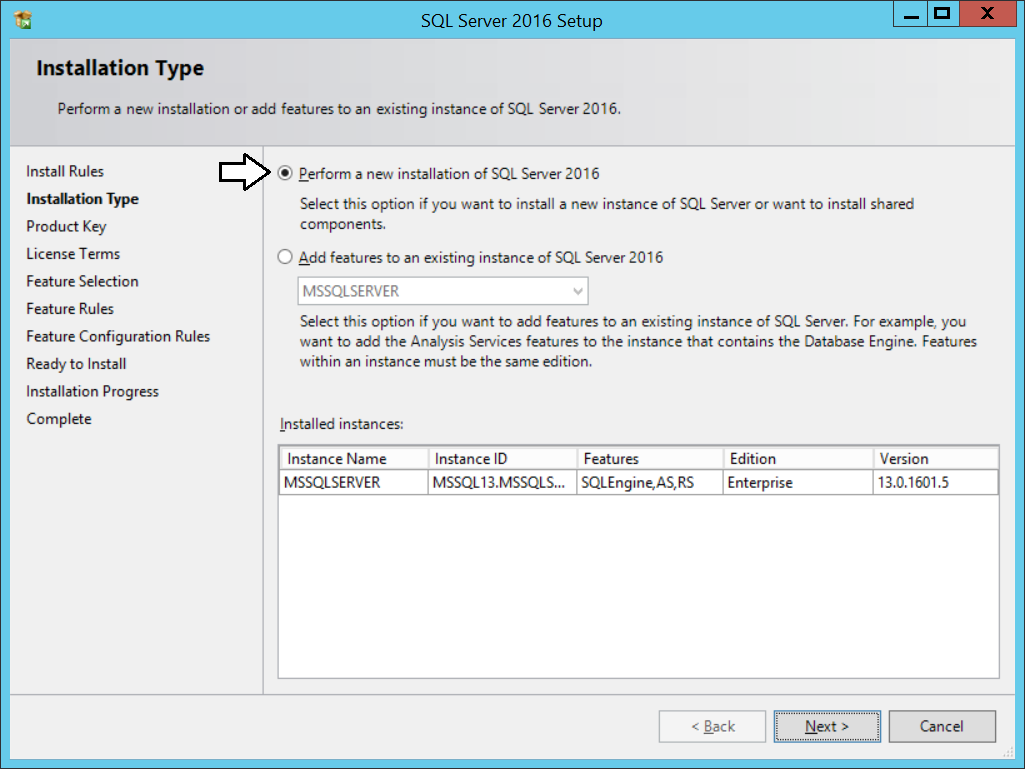 SQL Server 2016 Setup
Installation Type
Perform a new installation or add features to an existing instance of SQL Server 2016.
Install Rules
Installation Type
Product Key
License Terms
Feature Selection
Feature Rules
Feature Configuration Rules
Ready to Install
Installation Progress
Complete
Perform a new installation of SQL Server 2016
Select this option if you want to install a new instance of SQL Server or want to install shared
components.
Add features to an existing instance of SQL Server 2016
MSSQLSERVER
Select this option if you want to add features to an existing instance of SQL Server. For example, you
want to add the Analysis Services features to the instance that contains the Database Engine. Features
within an instance must be the same edition.
Installed instances:
Instance Name Instance ID Features Edition Version
MSSQLSERVER MSSQL13.MSSQLS... SQLEngine,AS,RS Enterprise 13.0.1601.5
< Back Next > Cancel